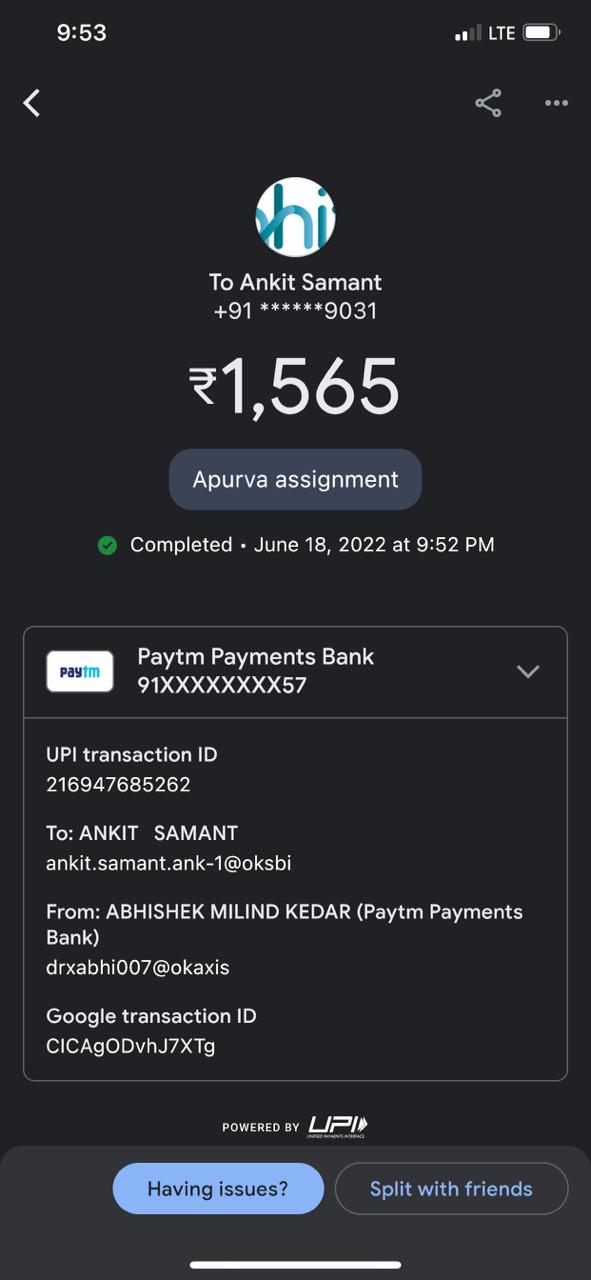 9:53
LTE
hi
To Ankit Samant
+91 ******9031
₹1,565
Apurva assignment
Completed • June 18, 2022 at 9:52 PM
paytm
Paytm Payments Bank
91XXXXXXXX57
UPI transaction ID
216947685262
To: ANKIT   SAMANT
ankit.samant.ank-1@oksbi
From: ABHISHEK MILIND KEDAR (Paytm Payments
Bank)
drxabhi007@okaxis
Google transaction ID
CICAgODvhJ7XTg
POWERED BY UPI
UNIFIED PAYMENTS INTERFACE
Having issues?
Split with friends